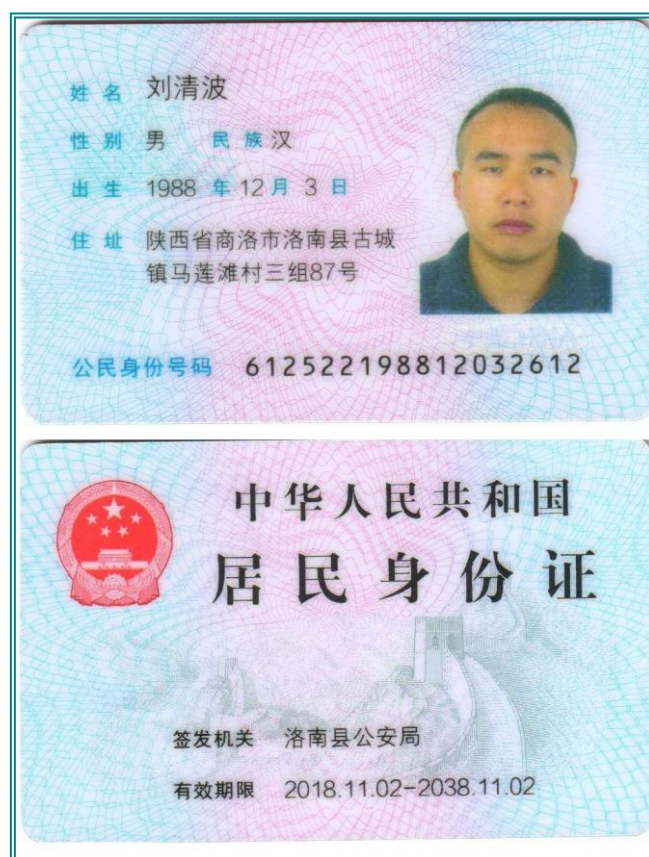 姓名 刘清波
性别 男 民族 汉
出生 1988 年 12 月 3 日
住址 陕西省商洛市洛南县古城
镇马莲滩村三组87号
公民身份号码 612522198812032612
中华人民共和国
居民身份证
签发机关 洛南县公安局
有效期限 2018.11.02-2038.11.02